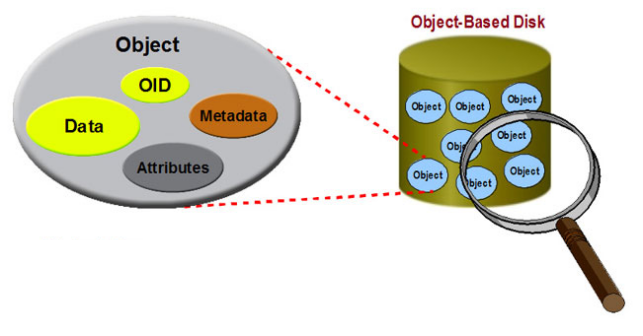 Object
OID
Data
Metadata
Attributes
Object-Based Disk
Object
Object
Object
Object
Object
Object
Object
Object